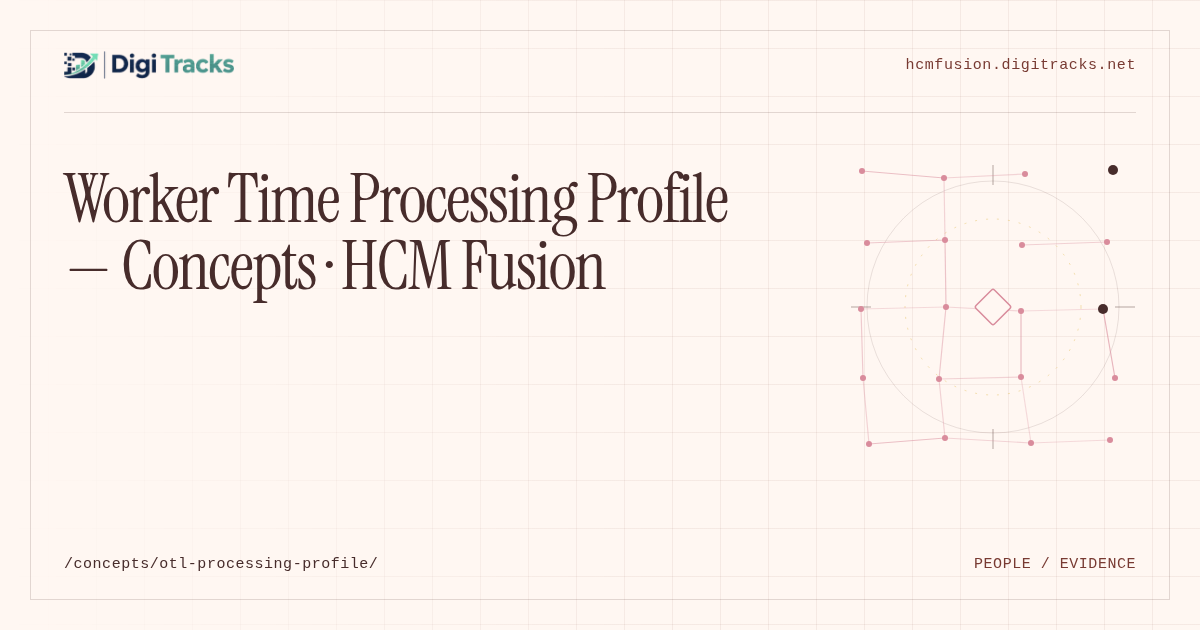 Digi Tracks
hcmfusion.digitracks.net
Worker Time Processing Profile
— Concepts · HCM Fusion
/concepts/otl-processing-profile/
PEOPLE / EVIDENCE